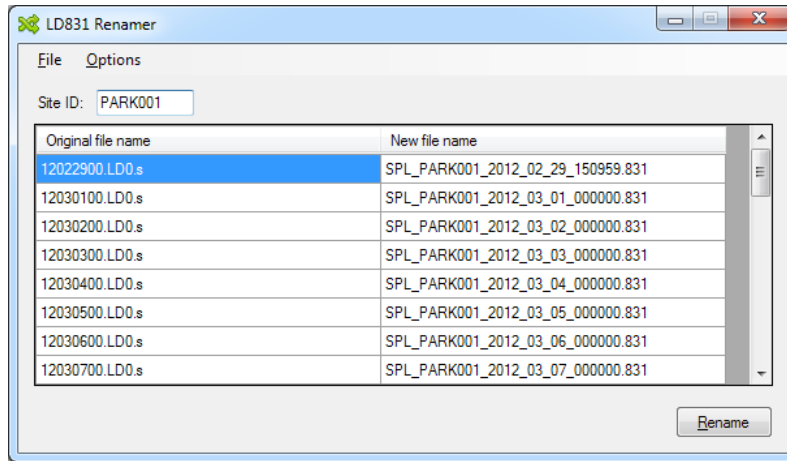 LD831 Renamer
File Options
Site ID: PARK001
Original file name New file name
12022900.LD0.s SPL_PARK001_2012_02_29_150959.831
12030100.LD0.s SPL_PARK001_2012_03_01_000000.831
12030200.LD0.s SPL_PARK001_2012_03_02_000000.831
12030300.LD0.s SPL_PARK001_2012_03_03_000000.831
12030400.LD0.s SPL_PARK001_2012_03_04_000000.831
12030500.LD0.s SPL_PARK001_2012_03_05_000000.831
12030600.LD0.s SPL_PARK001_2012_03_06_000000.831
12030700.LD0.s SPL_PARK001_2012_03_07_000000.831
Rename